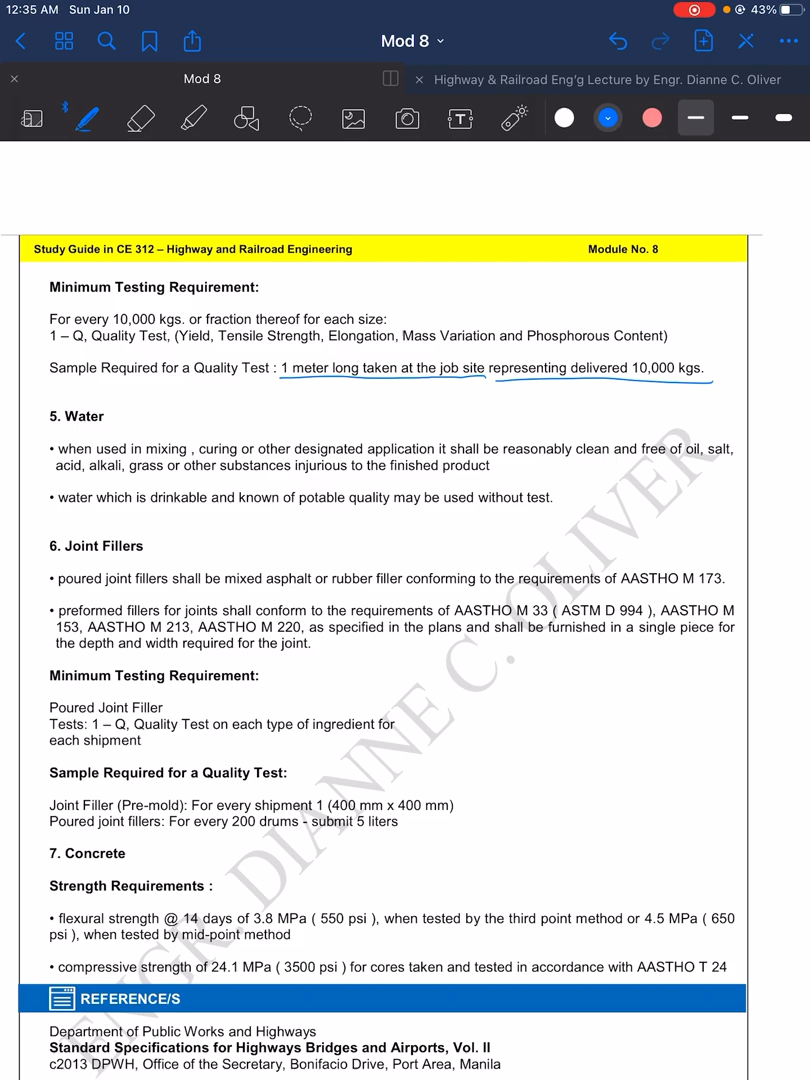 12:35 AM Sun Jan 10
43%
Mod 8
Mod 8
Highway & Railroad Eng'g Lecture by Engr. Dianne C. Oliver
T
Study Guide in CE 312 – Highway and Railroad Engineering Module No. 8
Minimum Testing Requirement:
For every 10,000 kgs. or fraction thereof for each size:
1 – Q, Quality Test, (Yield, Tensile Strength, Elongation, Mass Variation and Phosphorous Content)
Sample Required for a Quality Test : 1 meter long taken at the job site representing delivered 10,000 kgs.
5. Water
• when used in mixing , curing or other designated application it shall be reasonably clean and free of oil, salt,
acid, alkali, grass or other substances injurious to the finished product
• water which is drinkable and known of potable quality may be used without test.
6. Joint Fillers
• poured joint fillers shall be mixed asphalt or rubber filler conforming to the requirements of AASTHO M 173.
• preformed fillers for joints shall conform to the requirements of AASTHO M 33 ( ASTM D 994 ), AASTHO M
153, AASTHO M 213, AASTHO M 220, as specified in the plans and shall be furnished in a single piece for
the depth and width required for the joint.
Minimum Testing Requirement:
Poured Joint Filler
Tests: 1 – Q, Quality Test on each type of ingredient for
each shipment
Sample Required for a Quality Test:
Joint Filler (Pre-mold): For every shipment 1 (400 mm x 400 mm)
Poured joint fillers: For every 200 drums - submit 5 liters
7. Concrete
Strength Requirements :
• flexural strength @ 14 days of 3.8 MPa ( 550 psi ), when tested by the third point method or 4.5 MPa ( 650
psi ), when tested by mid-point method
• compressive strength of 24.1 MPa ( 3500 psi ) for cores taken and tested in accordance with AASHTO T 24
REFERENCE/S
Department of Public Works and Highways
Standard Specifications for Highways Bridges and Airports, Vol. II
c2013 DPWH, Office of the Secretary, Bonifacio Drive, Port Area, Manila
ENGR. DIANNE C. OLIVER